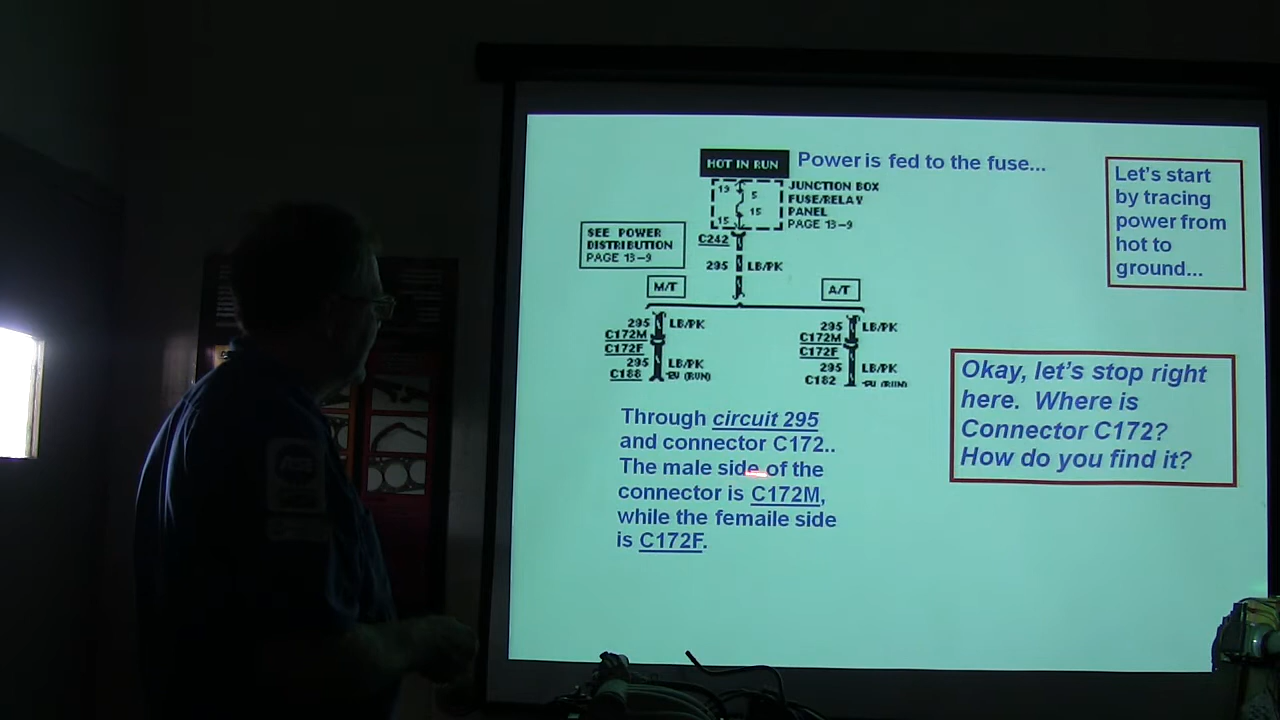 HOT IN RUN
Power is fed to the fuse...
Let's start
by tracing
power from
hot to
ground...
19
5
15
15
JUNCTION BOX
FUSE/RELAY
PANEL
PAGE 13-9
SEE POWER
DISTRIBUTION
PAGE 13-9
C242
295 LB/PK
M/T
A/T
295 LB/PK
C172M
C172F
295 LB/PK
C188
295 LB/PK
C172M
C172F
295 LB/PK
C182
Through circuit 295
and connector C172..
The male side of the
connector is C172M,
while the femaile side
is C172F.
Okay, let's stop right
here. Where is
Connector C172?
How do you find it?